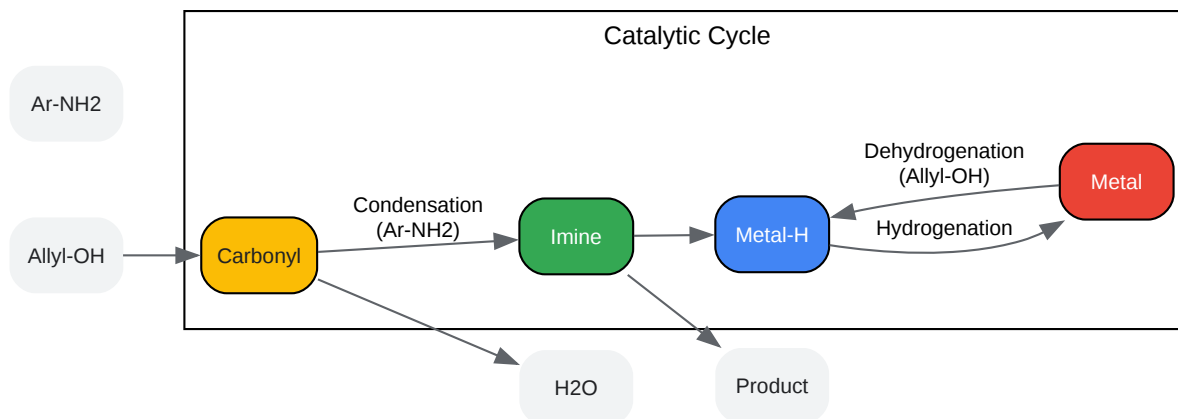 Catalytic Cycle
Ar-NH2
Dehydrogenation
(Allyl-OH)
Metal
Condensation
(Ar-NH2)
Allyl-OH
Carbonyl
Imine
Metal-H
Hydrogenation
H2O
Product